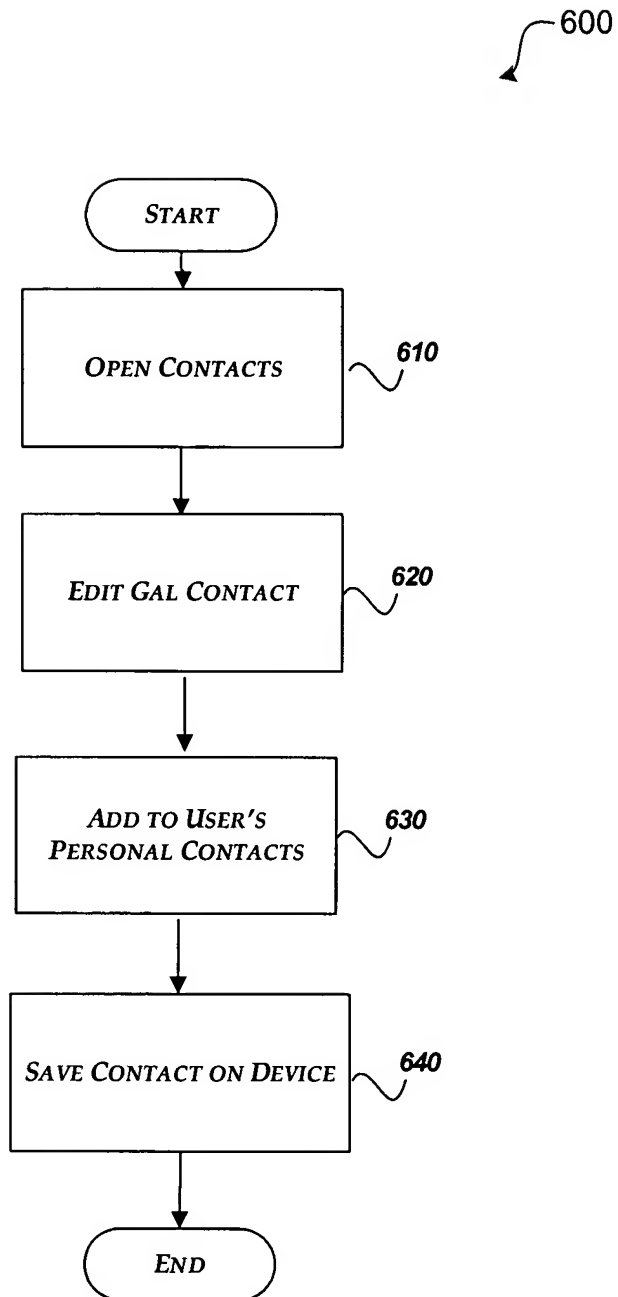 600
START
OPEN CONTACTS
610
EDIT GAL CONTACT
620
ADD TO USER'S
PERSONAL CONTACTS
630
SAVE CONTACT ON DEVICE
640
END